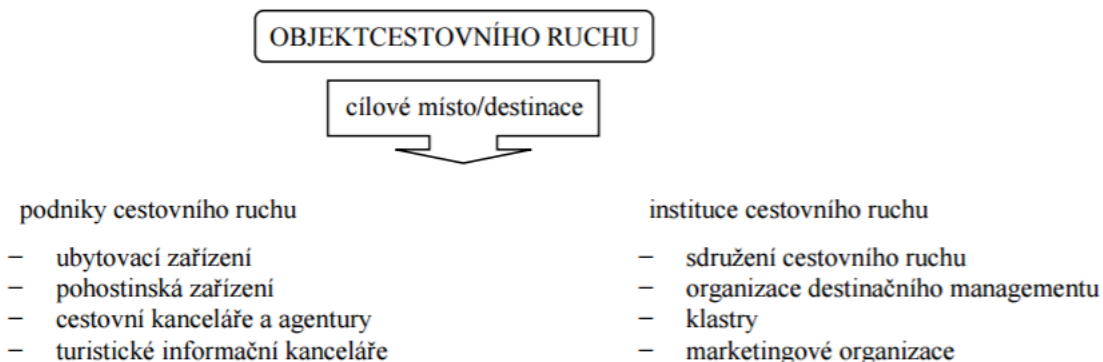 OBJEKTCESTOVNÍHO RUCHU
cílové místo/destinace
podniky cestovního ruchu
– ubytovací zařízení
– pohostinská zařízení
– cestovní kanceláře a agentury
– turistické informační kanceláře
instituce cestovního ruchu
– sdružení cestovního ruchu
– organizace destinačního managementu
– klastry
– marketingové organizace